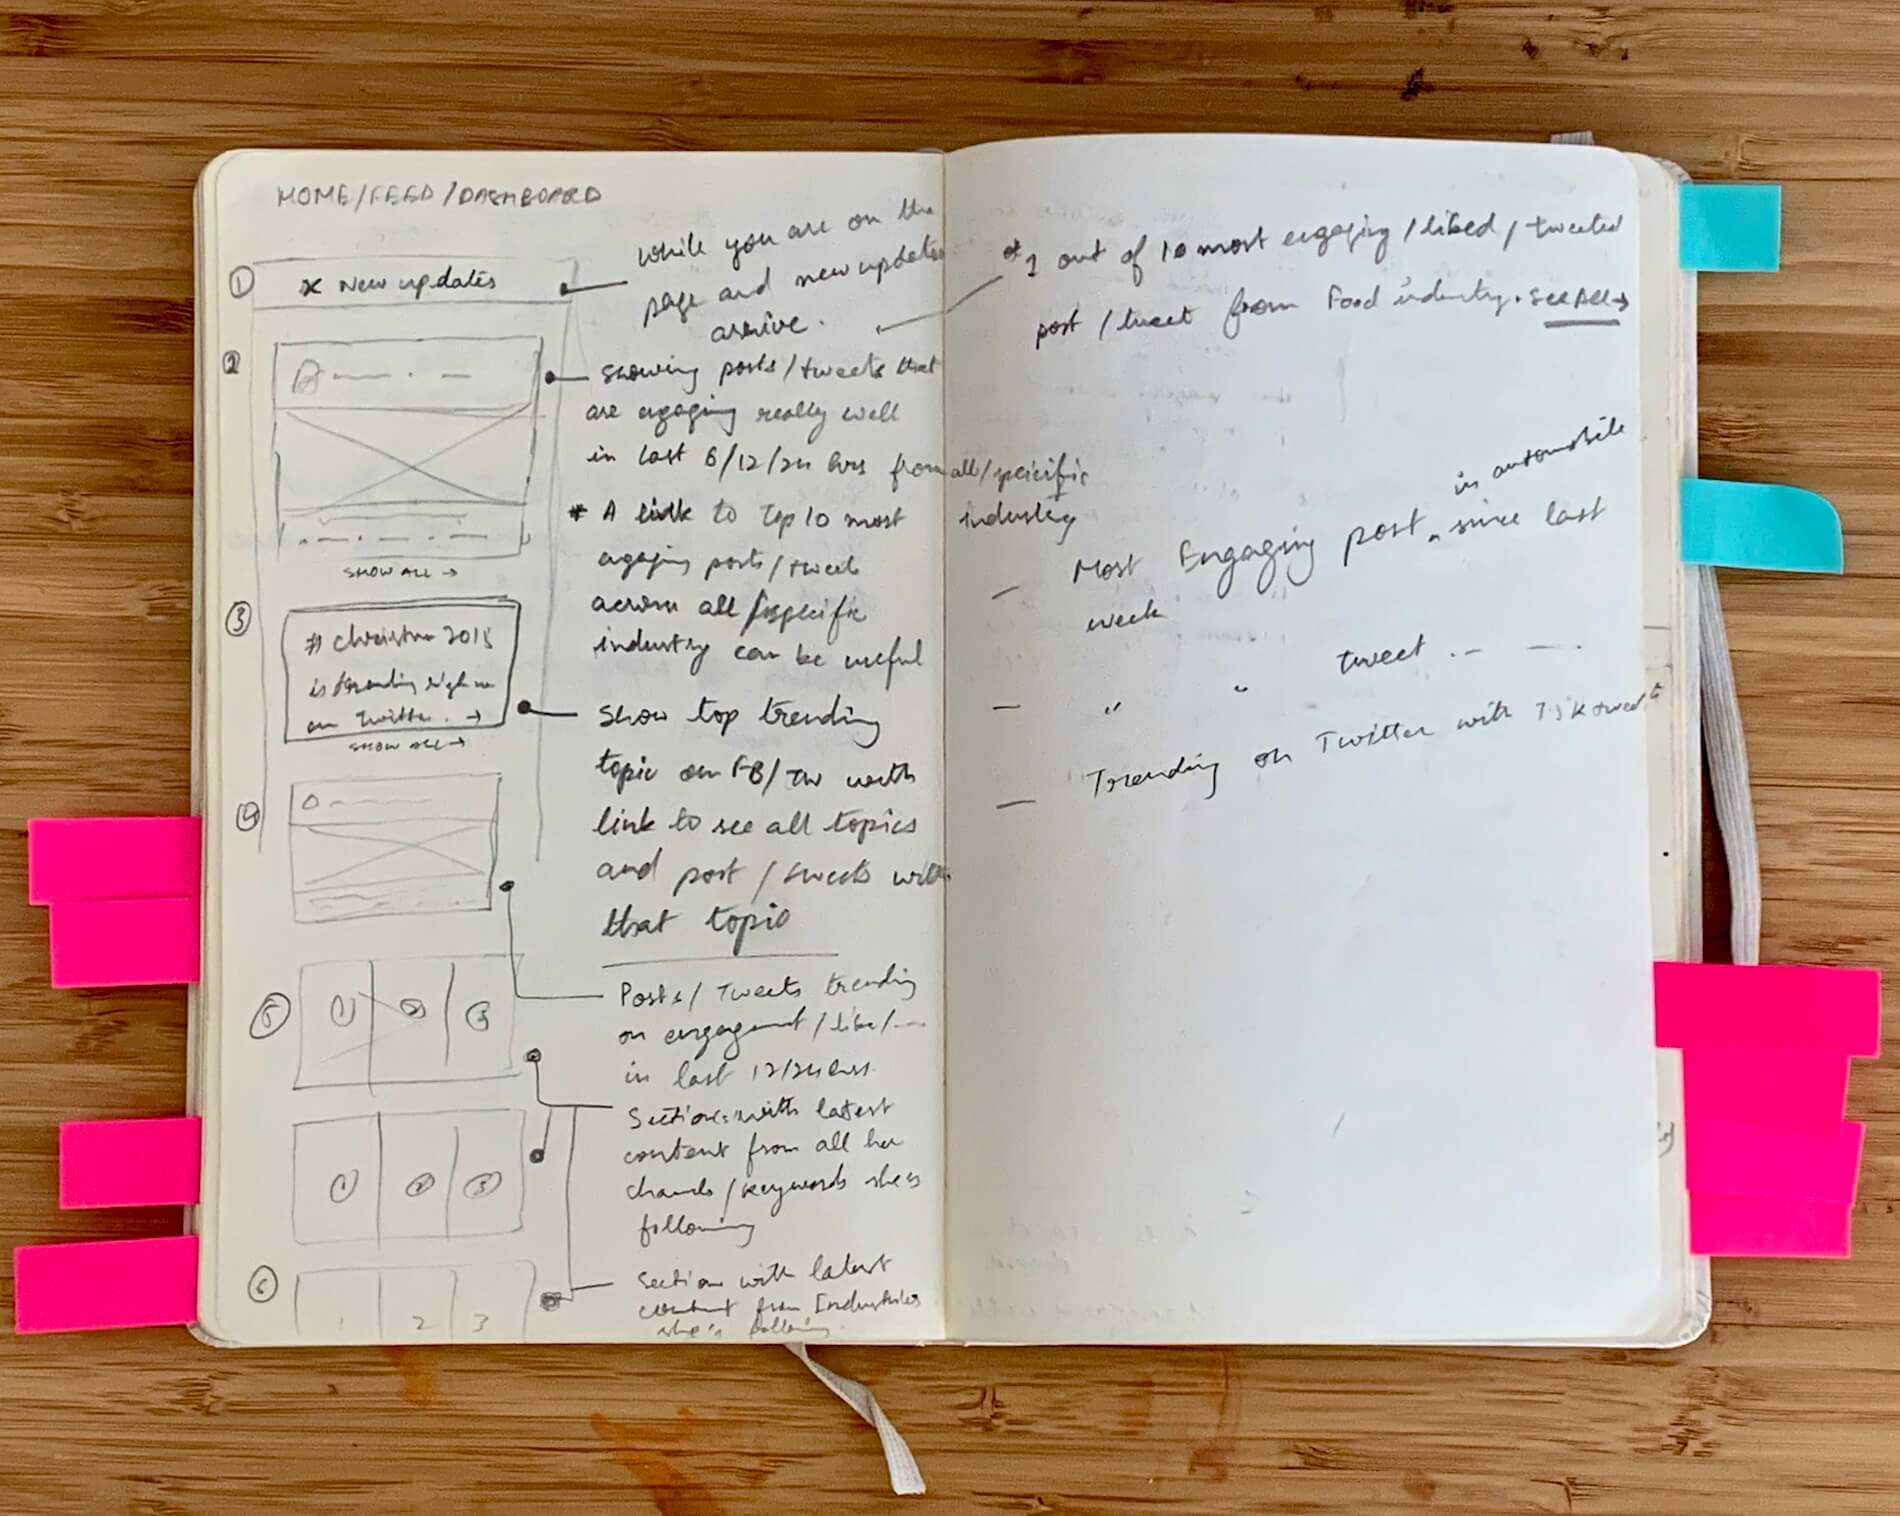 HOME/FEED/DASHBOARD
1
x New updates
while you are on the
page and new updates
arrive.
2
SHOW ALL →
showing posts/tweets that
are engaging really well
in last 6/12/24 hrs from all/specific
industry
* A link to Top 10 most
engaging posts/tweets
across all/specific
industry can be useful
3
# Christmas 2018
is trending right now
on Twitter. →
SHOW ALL →
Show top trending
topic on FB/TW with
link to see all topics
and post/tweets with
that topic
4
Posts/Tweets trending
on engagement/like/---
in last 12/24 hrs.
5
1 2 3
1 2 3
Sections with latest
content from all her
/keywords she is
following
6
1 2 3
Section with latest
content from Industries
she's following.
* 1 out of 10 most engaging/liked/tweeted
post/tweet from Food industry. See All →
in automobile
— Most Engaging post ^ since last
week
— " " tweet -- --.
— Trending on Twitter with tweets